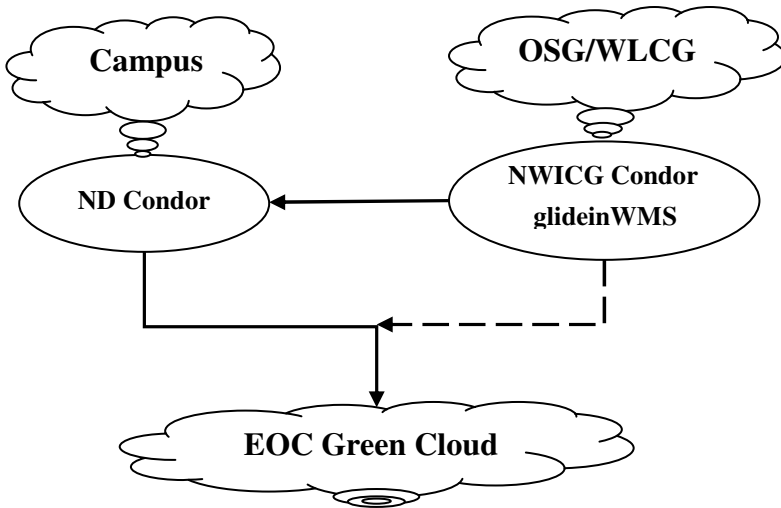 Campus
OSG/WLCG
ND Condor
NWICG Condor
glideinWMS
EOC Green Cloud